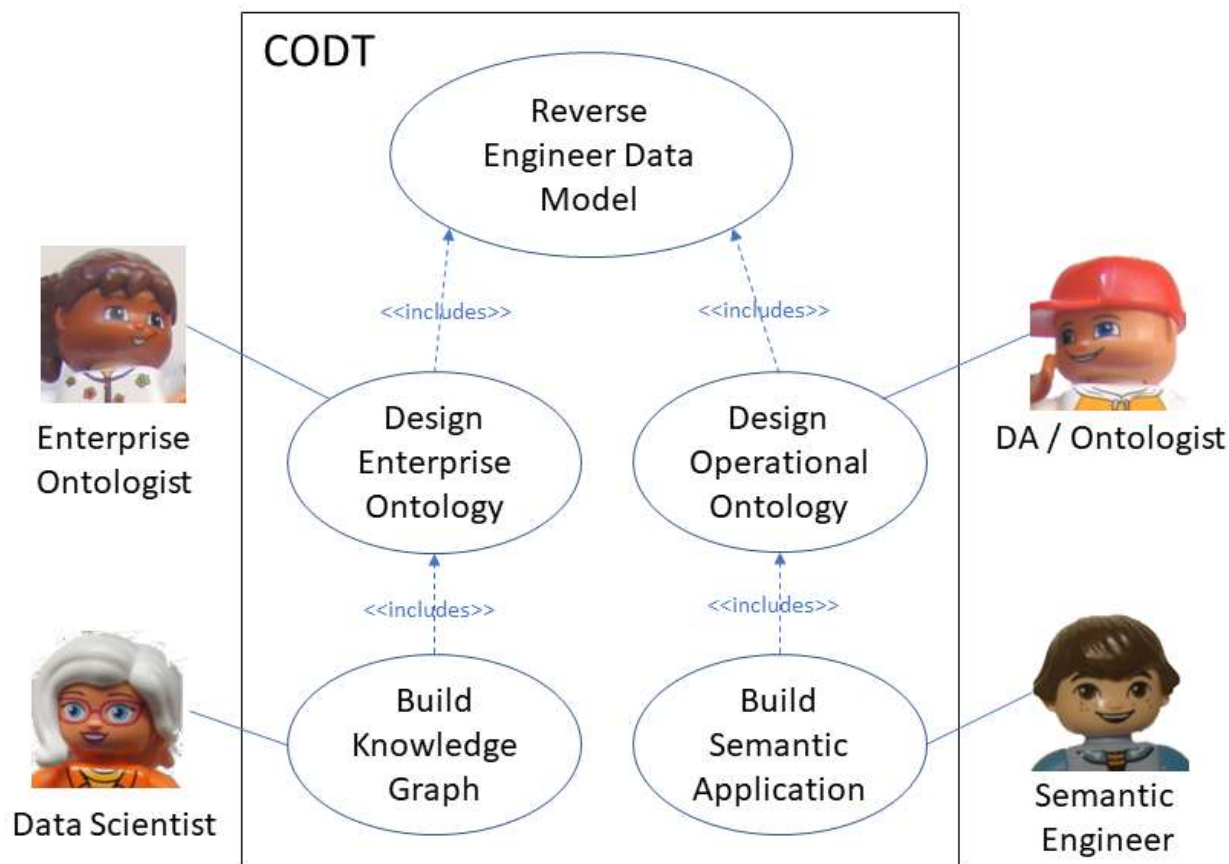 CODT
Reverse
Engineer Data
Model
<<includes>>
<<includes>>
Enterprise
Ontologist
Design
Enterprise
Ontology
Design
Operational
Ontology
DA / Ontologist
<<includes>>
<<includes>>
Data Scientist
Build
Knowledge
Graph
Build
Semantic
Application
Semantic
Engineer